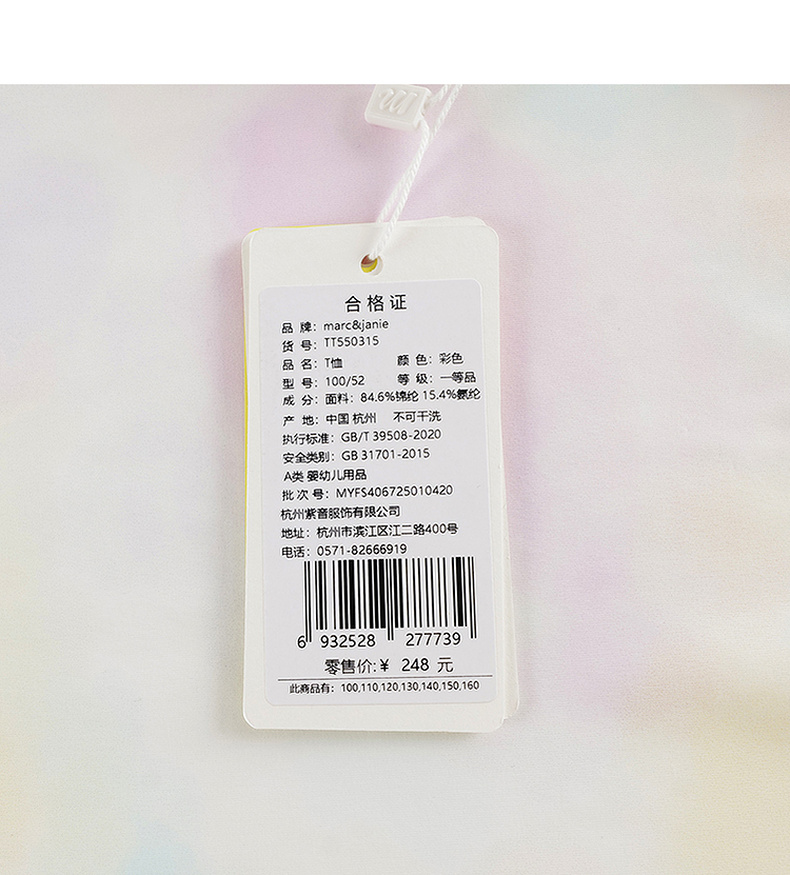 合格证
品 牌：marc&janie
货 号：TT550315
品 名：T恤 颜 色：彩色
型 号：100/52 等 级：一等品
成 分：面料：84.6%锦纶 15.4%氨纶
产 地：中国 杭州 不可干洗
执行标准：GB/T 39508-2020
安全类别：GB 31701-2015
A类 婴幼儿用品
批 次 号：MYFS406725010420
杭州紫音服饰有限公司
地址：杭州市滨江区江二路400号
电话：0571-82666919
6 932528 277739
零售价:¥ 248 元
此商品有：100,110,120,130,140,150,160